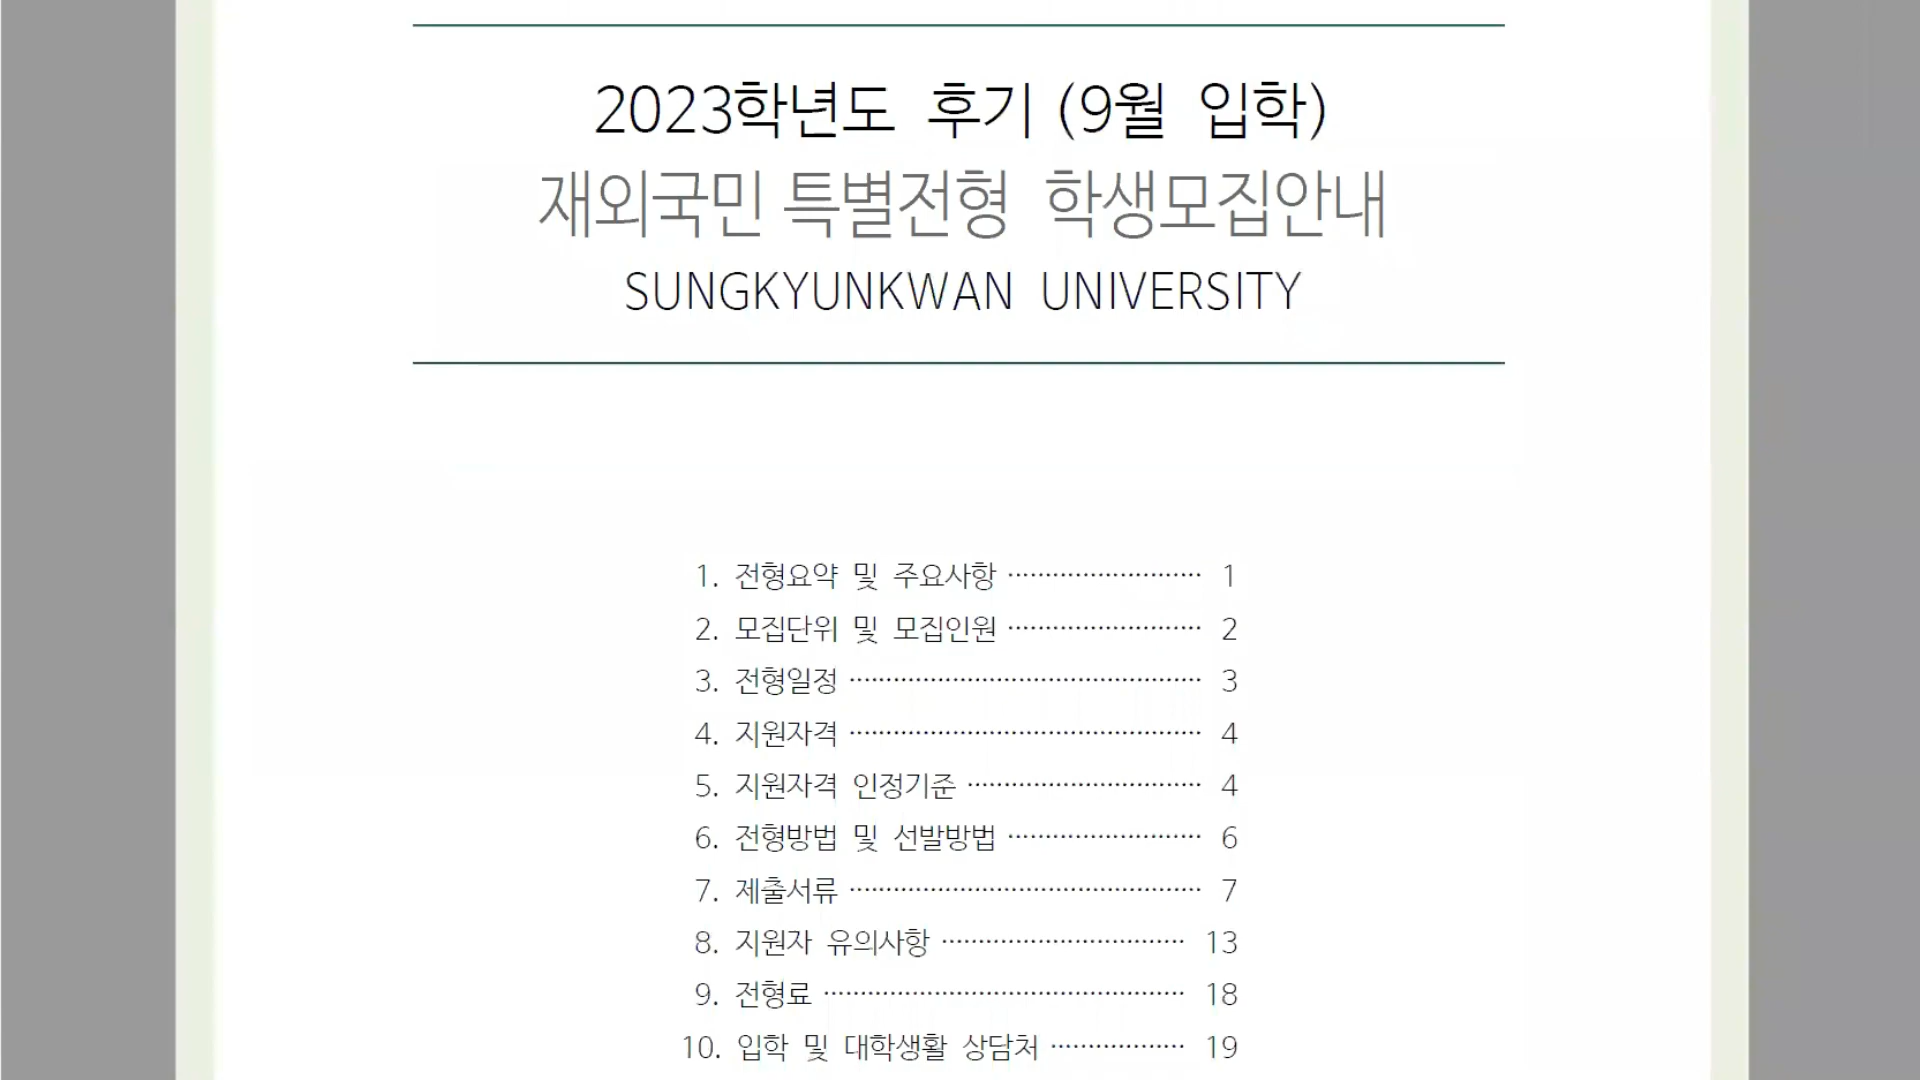 2023학년도 후기 (9월 입학)
재외국민 특별전형 학생모집안내
SUNGKYUNKWAN UNIVERSITY
1. 전형요약 및 주요사항 ························· 1
2. 모집단위 및 모집인원 ························· 2
3. 전형일정 ·············································· 3
4. 지원자격 ·············································· 4
5. 지원자격 인정기준 ······························ 4
6. 전형방법 및 선발방법 ························· 6
7. 제출서류 ·············································· 7
8. 지원자 유의사항 ································ 13
9. 전형료 ··············································· 18
10. 입학 및 대학생활 상담처 ·················· 19